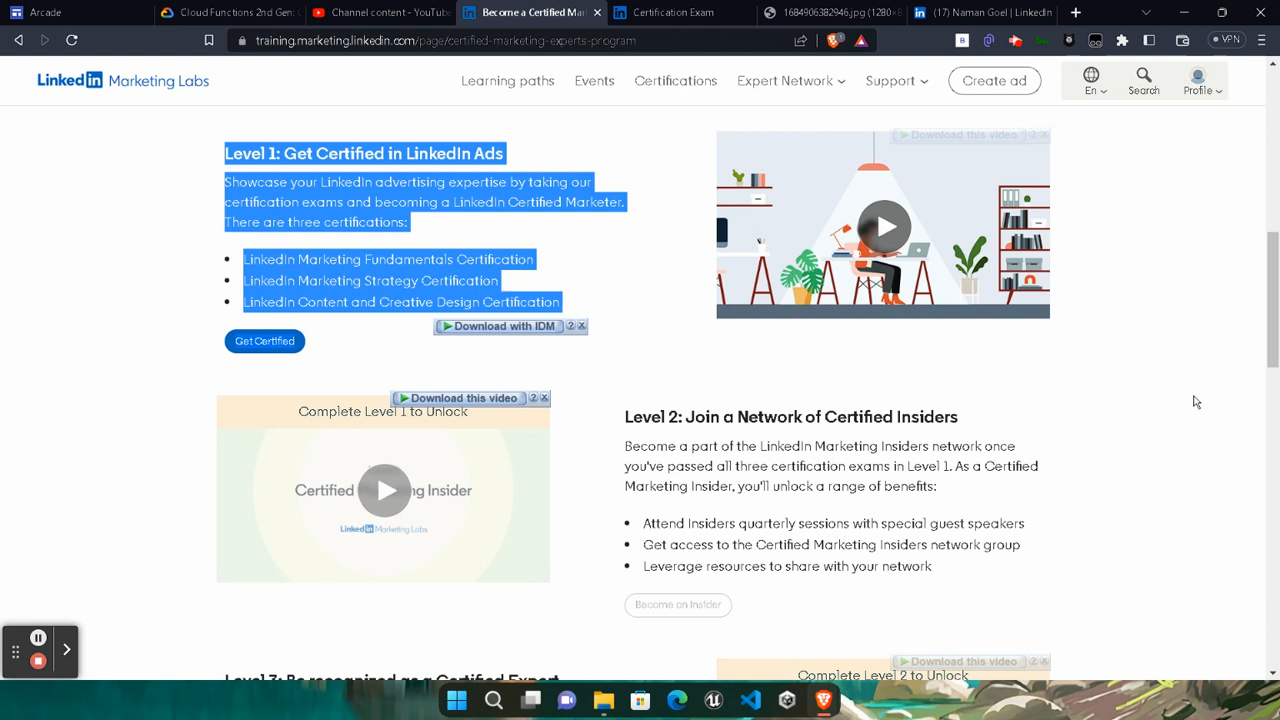 Arcade
Cloud Functions 2nd Gen: Q
Channel content - YouTube
Become a Certified Mar
Certification Exam
1684906382946.jpg (1280×8
(17) Naman Goel | LinkedIn
training.marketing.linkedin.com/page/certified-marketing-experts-program
VPN
LinkedIn Marketing Labs
Learning paths
Events
Certifications
Expert Network
Support
Create ad
En
Search
Profile
Download this video
Level 1: Get Certified in LinkedIn Ads
Showcase your LinkedIn advertising expertise by taking our
certification exams and becoming a LinkedIn Certified Marketer.
There are three certifications:
LinkedIn Marketing Fundamentals Certification
LinkedIn Marketing Strategy Certification
LinkedIn Content and Creative Design Certification
Download with IDM
Get Certified
Download this video
Complete Level 1 to Unlock
Certified Marketing Insider
LinkedIn Marketing Labs
Level 2: Join a Network of Certified Insiders
Become a part of the LinkedIn Marketing Insiders network once
you've passed all three certification exams in Level 1. As a Certified
Marketing Insider, you'll unlock a range of benefits:
Attend Insiders quarterly sessions with special guest speakers
Get access to the Certified Marketing Insiders network group
Leverage resources to share with your network
Become an Insider
Download this video
Complete Level 2 to Unlock